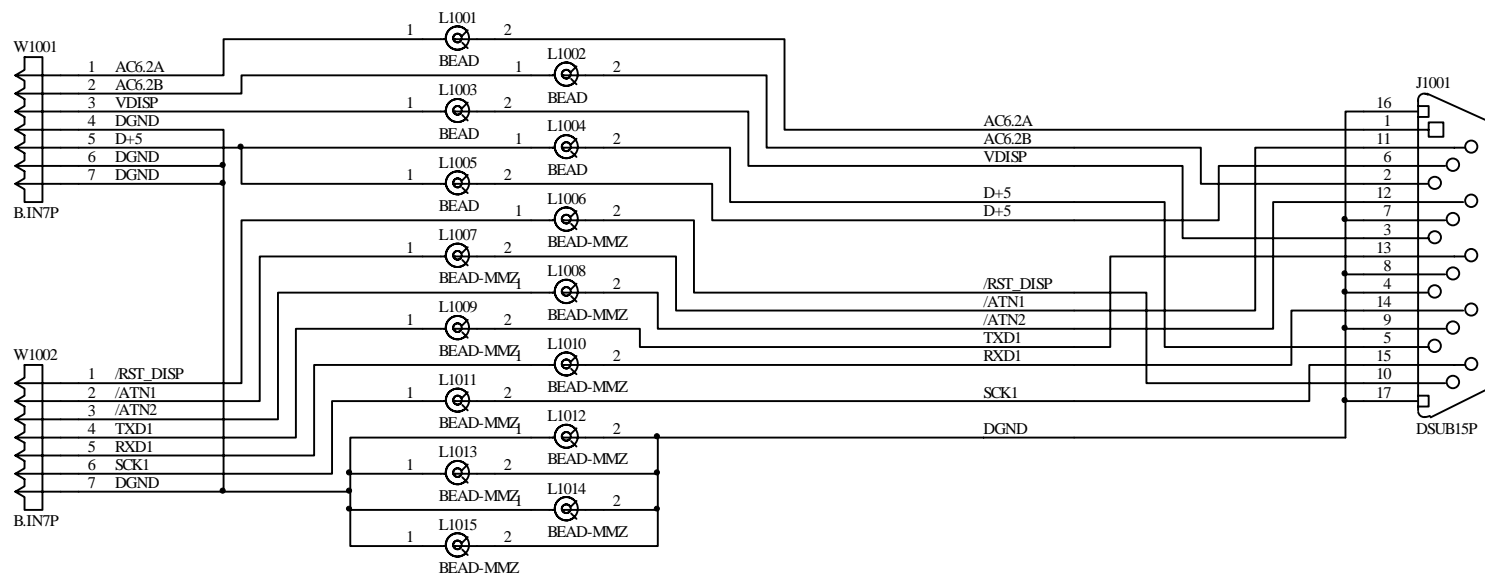 W1001
1 AC6.2A
2 AC6.2B
3 VDISP
4 DGND
5 D+5
6 DGND
7 DGND
B.IN7P
W1002
1 /RST_DISP
2 /ATN1
3 /ATN2
4 TXD1
5 RXD1
6 SCK1
7 DGND
B.IN7P
L1001
1 2
BEAD
L1002
1 2
BEAD
L1003
1 2
BEAD
L1004
1 2
BEAD
L1005
1 2
BEAD
L1006
1 2
BEAD-MMZ
L1007
1 2
BEAD-MMZ
L1008
1 2
BEAD-MMZ
L1009
1 2
BEAD-MMZ
L1010
1 2
BEAD-MMZ
L1011
1 2
BEAD-MMZ
L1012
1 2
BEAD-MMZ
L1013
1 2
BEAD-MMZ
L1014
1 2
BEAD-MMZ
L1015
1 2
BEAD-MMZ
AC6.2A
AC6.2B
VDISP
D+5
D+5
/RST_DISP
/ATN1
/ATN2
TXD1
RXD1
SCK1
DGND
J1001
16
1
11
6
2
12
7
3
13
8
4
14
9
5
15
10
17
DSUB15P